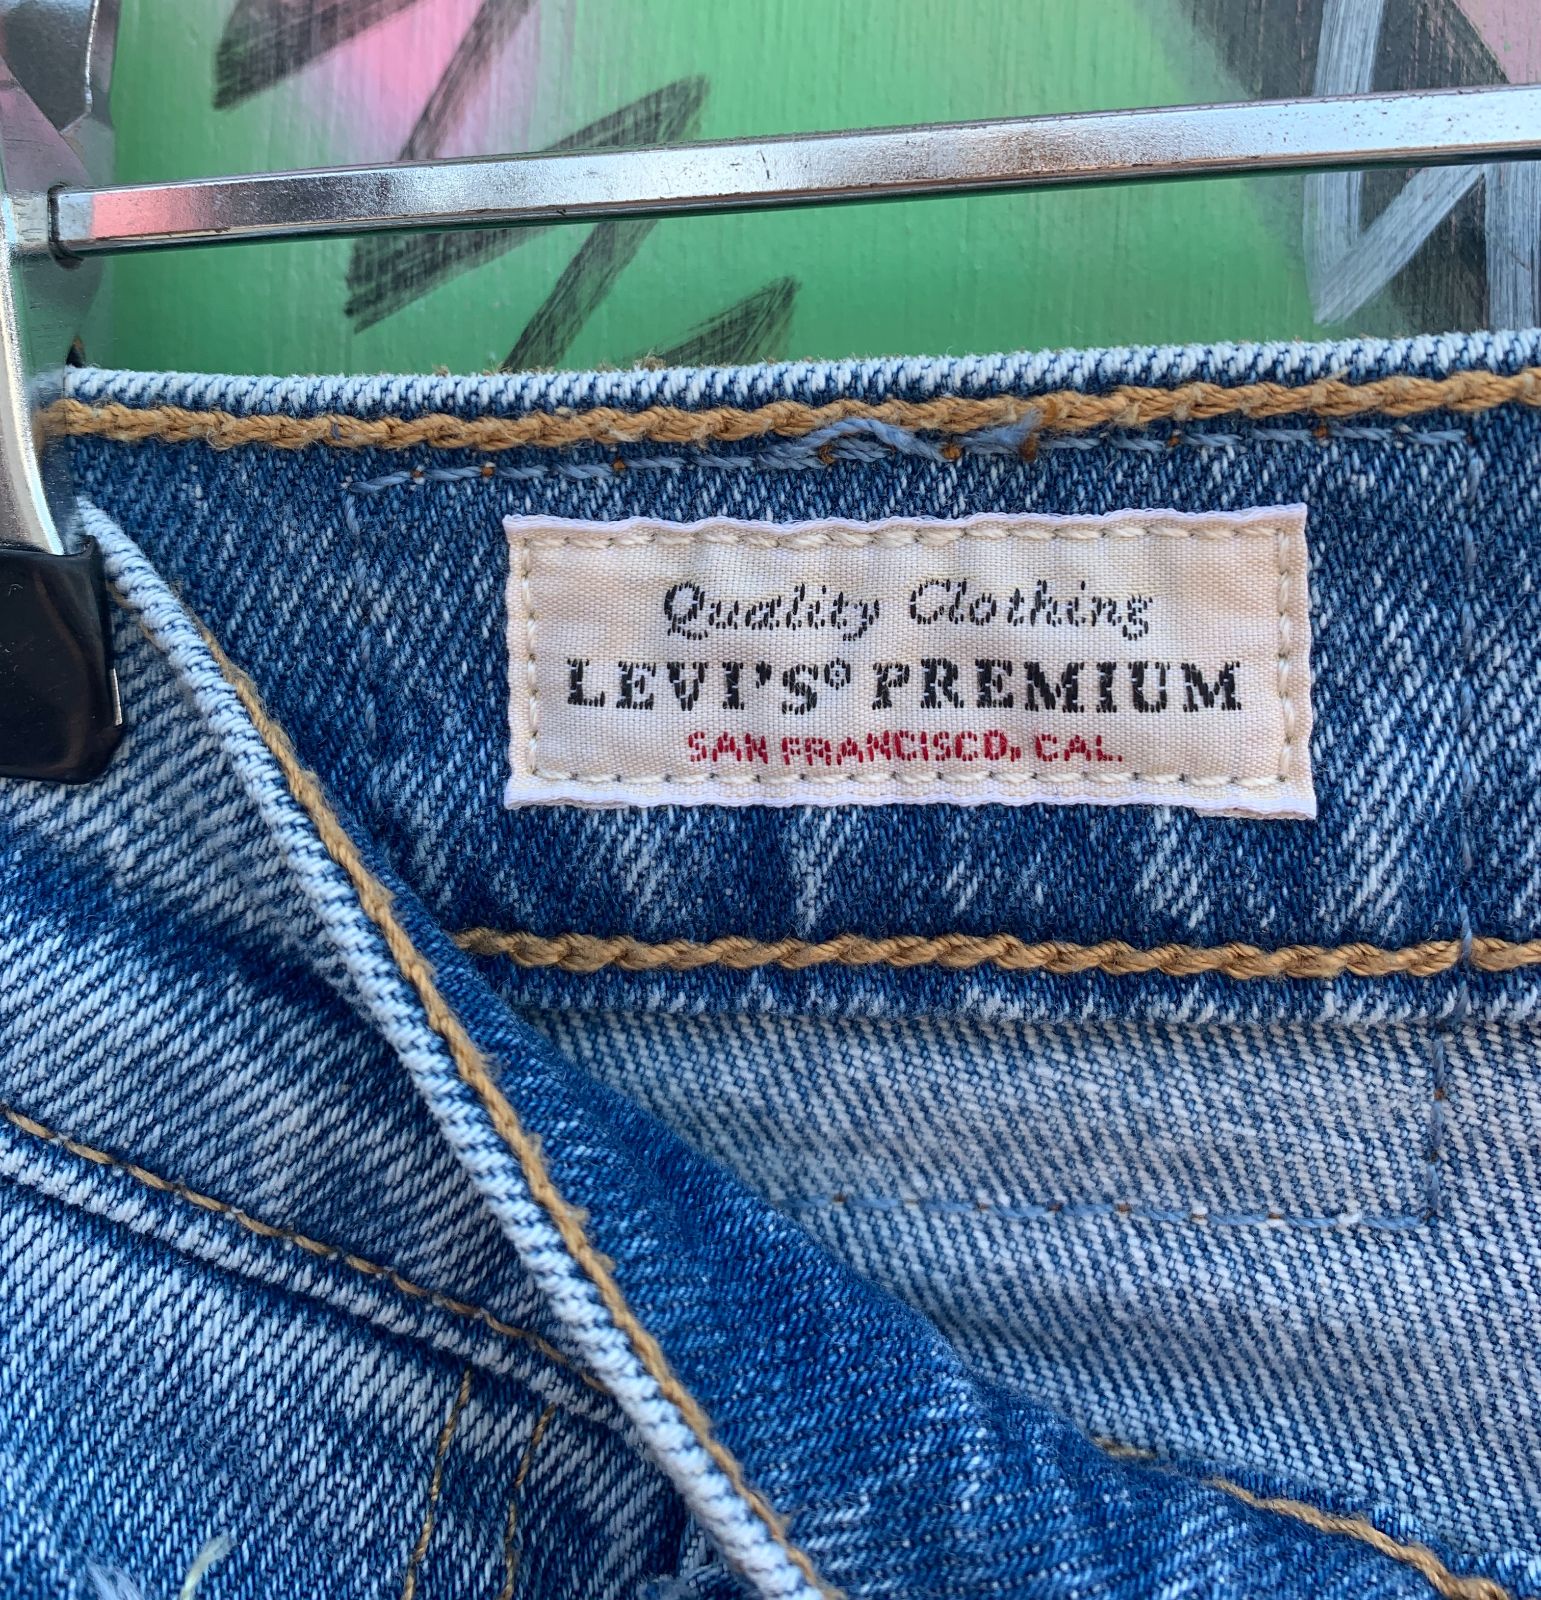 Quality Clothing
LEVI'S® PREMIUM
SAN FRANCISCO, CAL.